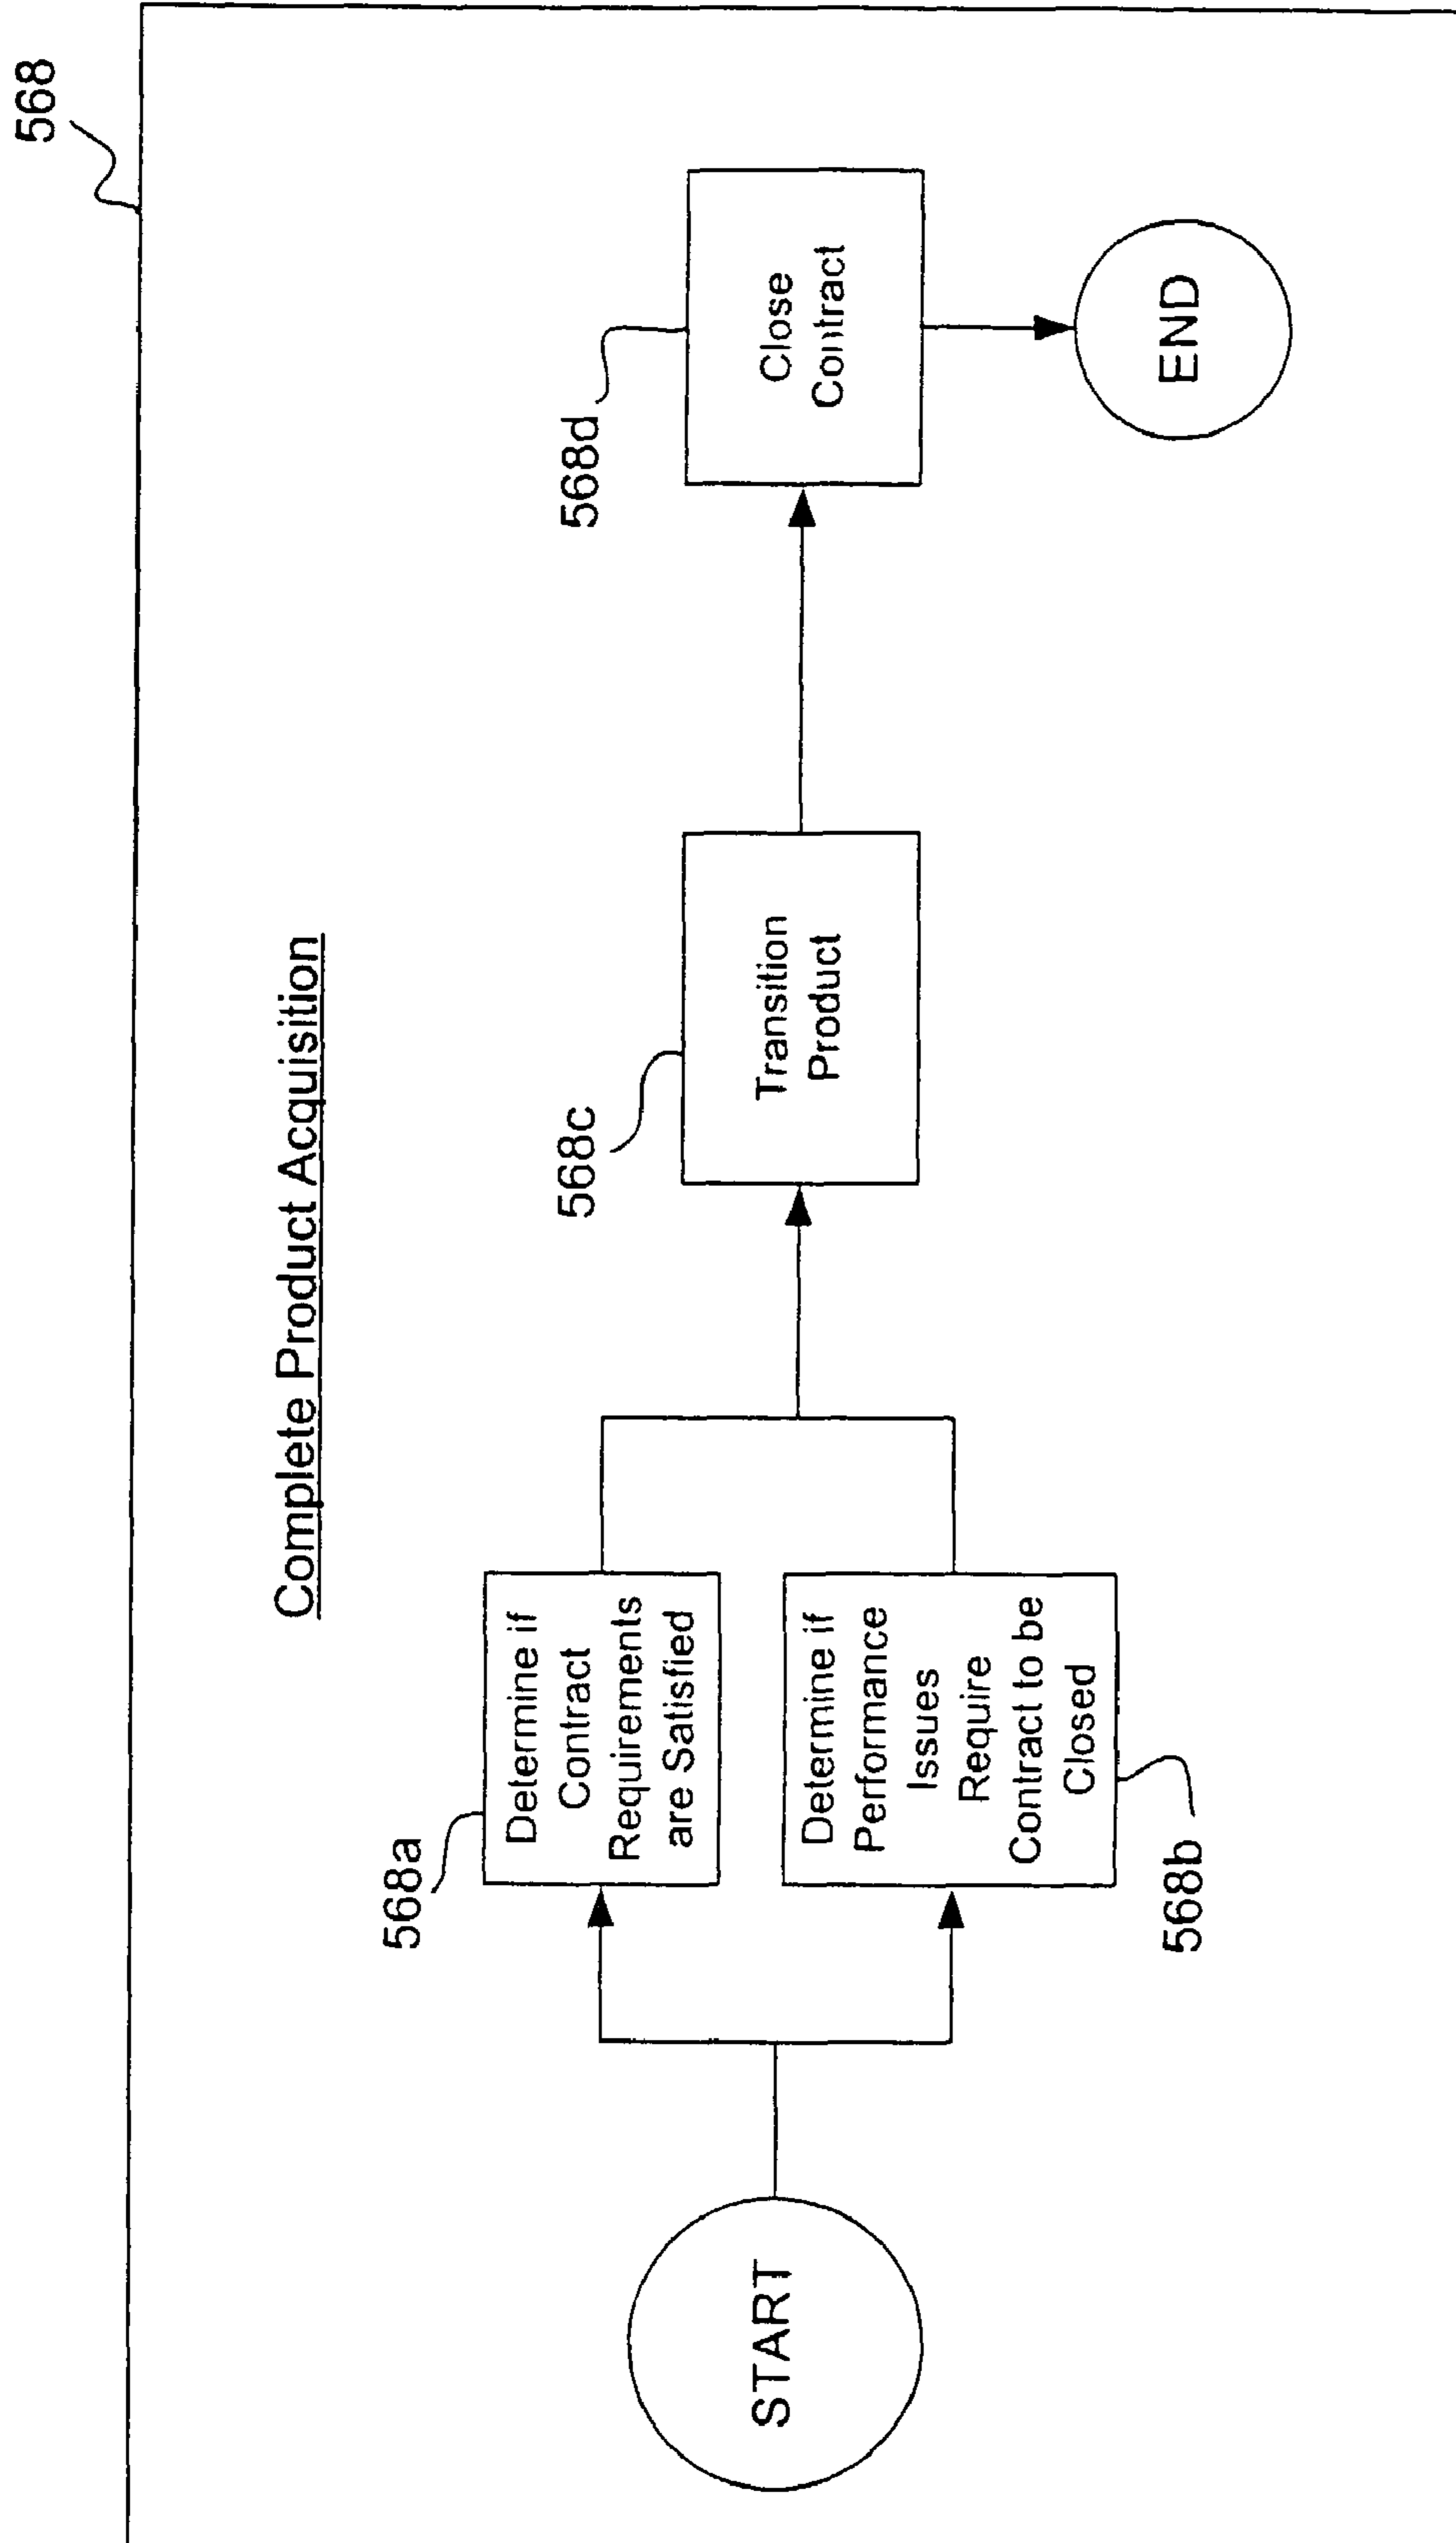 568
Complete Product Acquisition
START
568a
Determine if
Contract
Requirements
are Satisfied
Determine if
Performance
Issues
Require
Contract to be
Closed
568b
568c
Transition
Product
568d
Close
Contract
END